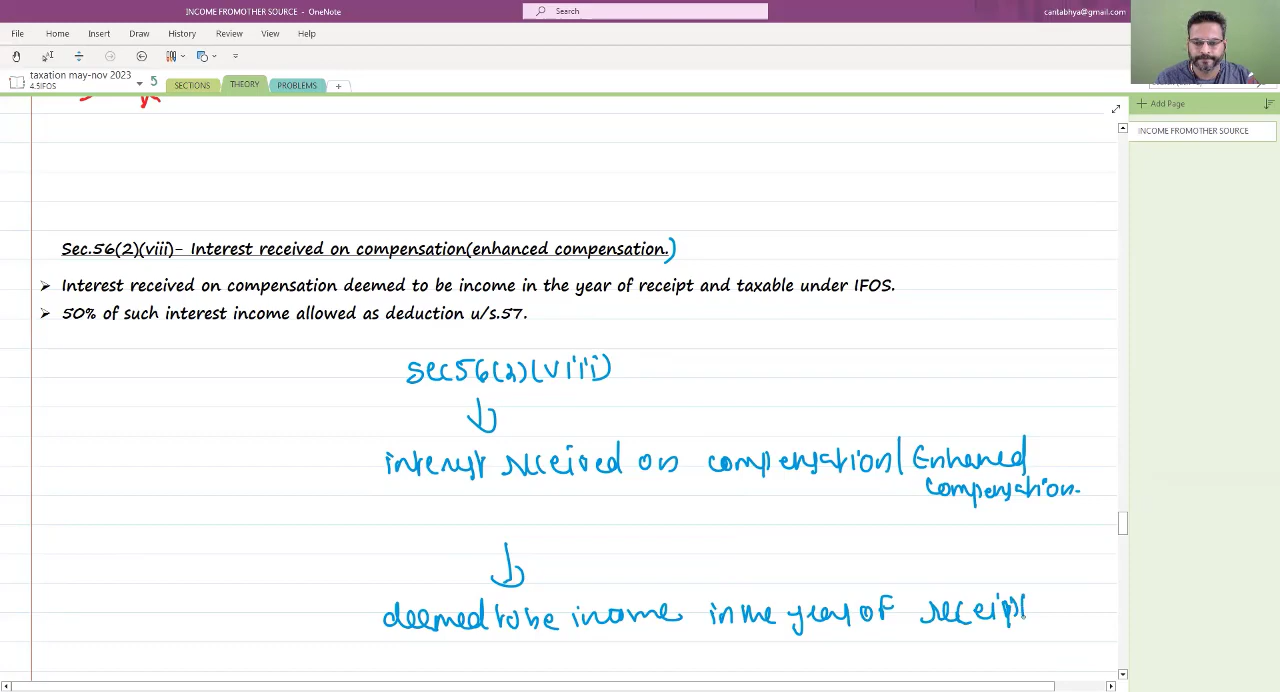 INCOME FROMOTHER SOURCE - OneNote
Search
cantabhya@gmail.com
File Home Insert Draw History Review View Help
taxation may-nov 2023
4.5IFOS
SECTIONS THEORY PROBLEMS
Add Page
INCOME FROMOTHER SOURCE
Sec.56(2)(viii)- Interest received on compensation(enhanced compensation.)
➢ Interest received on compensation deemed to be income in the year of receipt and taxable under IFOS.
➢ 50% of such interest income allowed as deduction u/s.57.
Sec56(2)(viii)
interest received on compensation/Enhanced
compensation.
deemed to be income in the year of receipt